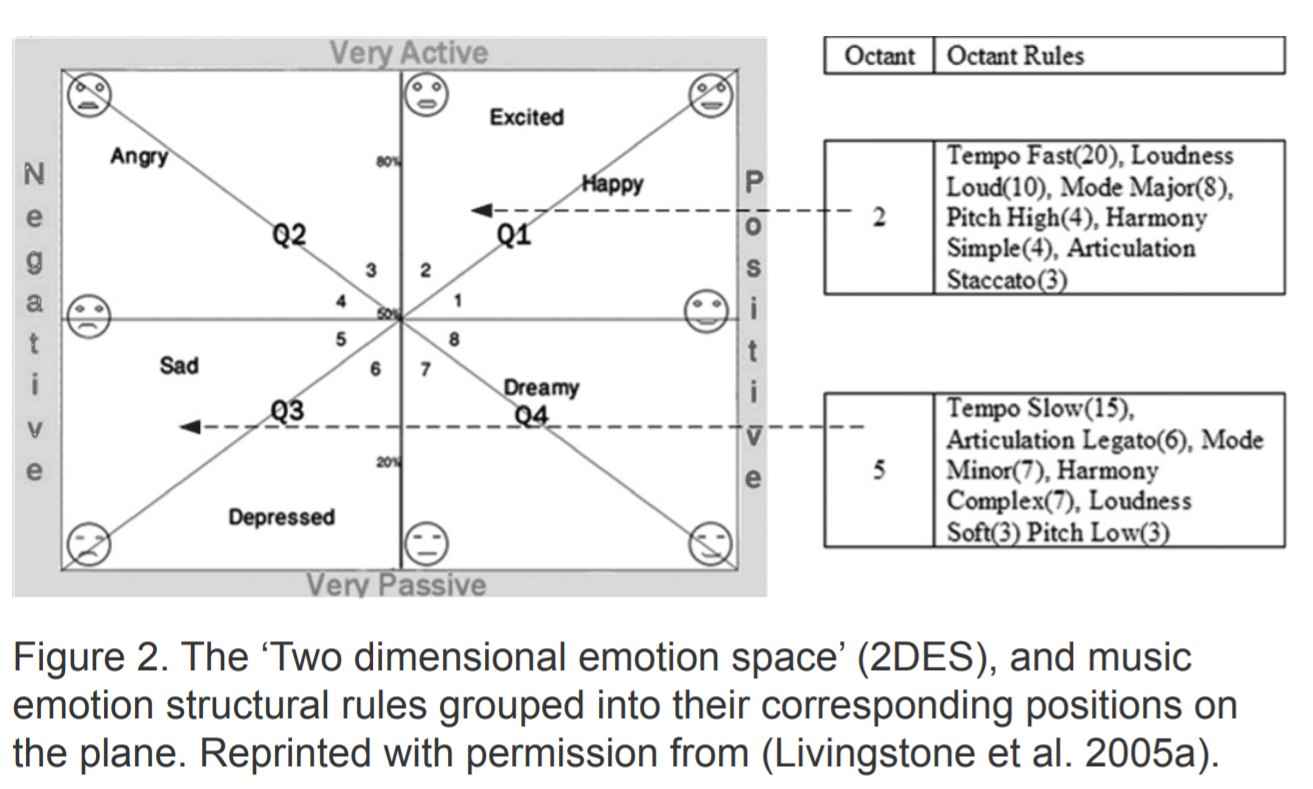 Very Active
Negative
Positive
Angry
Excited
Happy
80%
Q2
Q1
3
2
4
1
50%
5
8
6
7
Sad
Dreamy
Q3
Q4
20%
Depressed
Very Passive
Octant Octant Rules
2
Tempo Fast(20), Loudness
Loud(10), Mode Major(8),
Pitch High(4), Harmony
Simple(4), Articulation
Staccato(3)
5
Tempo Slow(15),
Articulation Legato(6), Mode
Minor(7), Harmony
Complex(7), Loudness
Soft(3) Pitch Low(3)
Figure 2. The ‘Two dimensional emotion space’ (2DES), and music
emotion structural rules grouped into their corresponding positions on
the plane. Reprinted with permission from (Livingstone et al. 2005a).